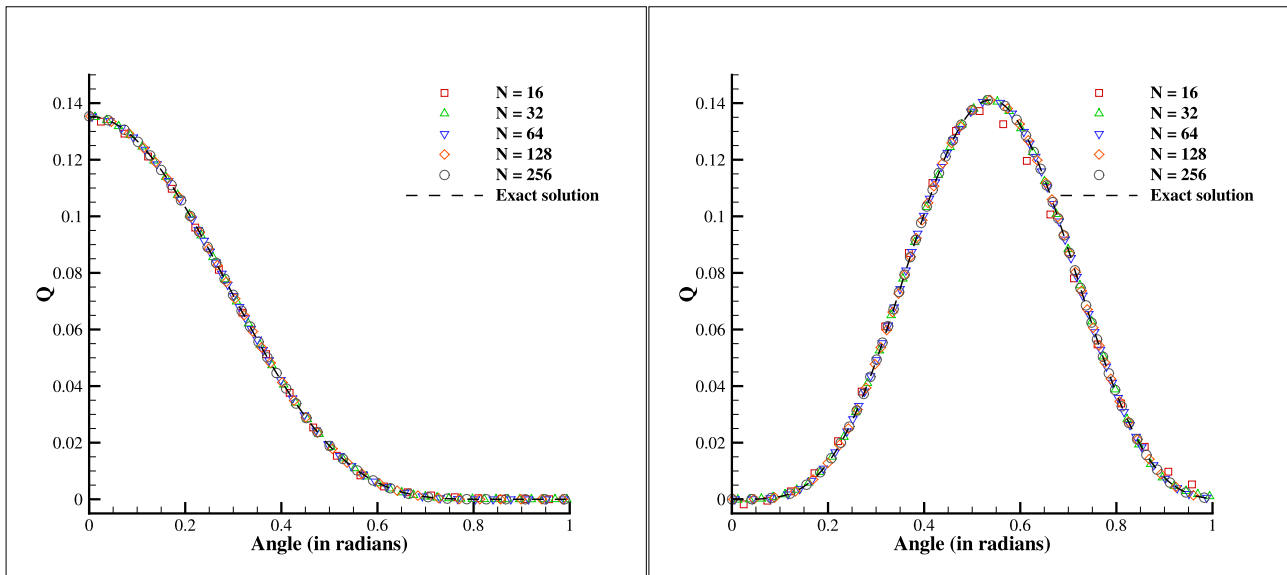 0.14
0.12
0.1
0.08
0.06
0.04
0.02
0
Q
0
0.2
0.4
0.6
0.8
1
Angle (in radians)
N = 16
N = 32
N = 64
N = 128
N = 256
Exact solution
0.14
0.12
0.1
0.08
0.06
0.04
0.02
0
Q
0
0.2
0.4
0.6
0.8
1
Angle (in radians)
N = 16
N = 32
N = 64
N = 128
N = 256
Exact solution